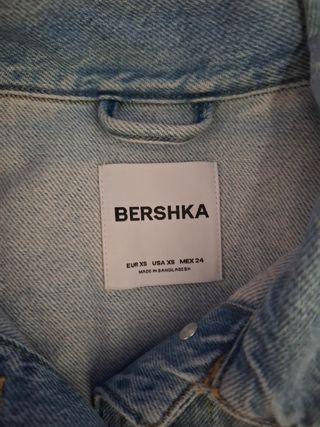 BERSHKA
EUR XS USA XS MEX 24
MADE IN BANGLADESH